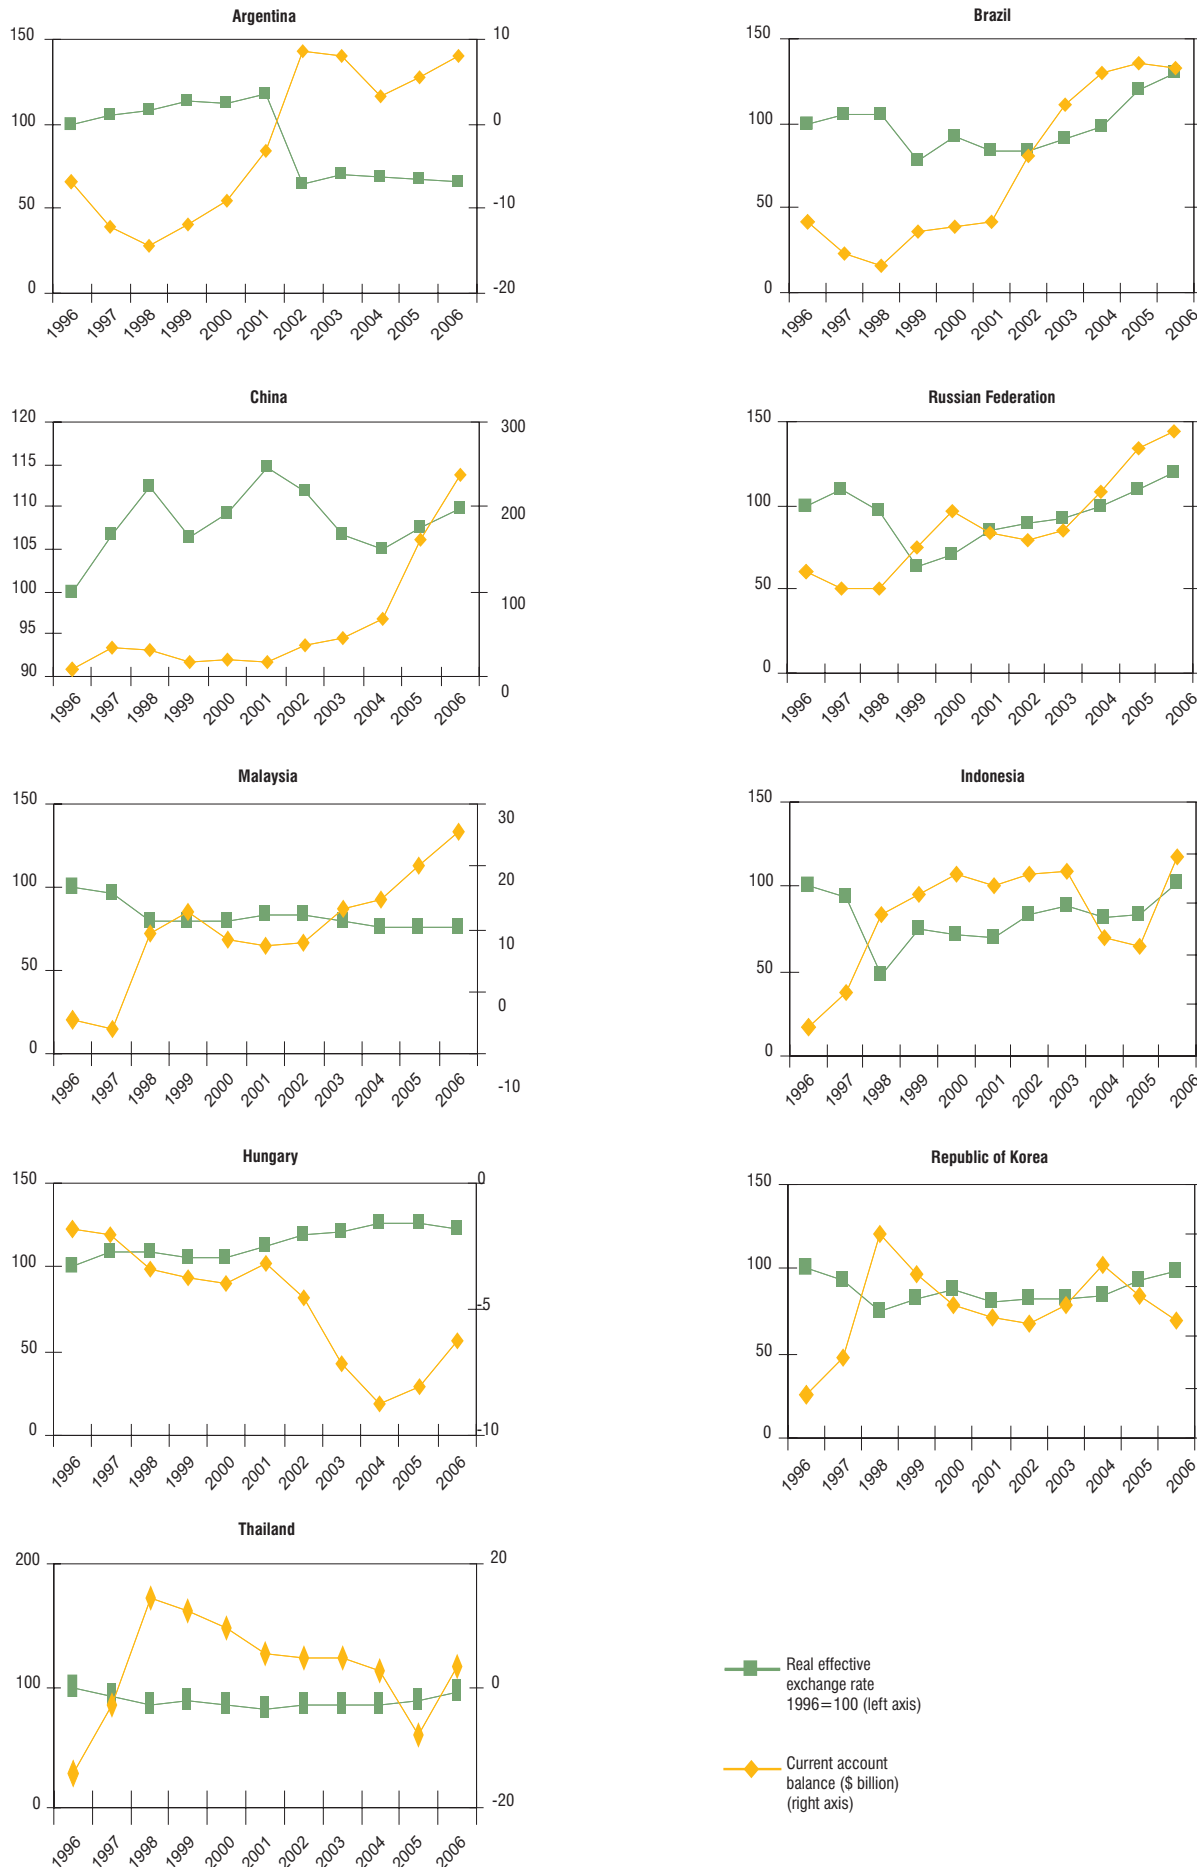 Argentina
150
100
50
0
10
0
-10
-20
1996 1997 1998 1999 2000 2001 2002 2003 2004 2005 2006
Brazil
150
100
50
0
1996 1997 1998 1999 2000 2001 2002 2003 2004 2005 2006
China
120
115
110
105
100
95
90
300
200
100
0
1996 1997 1998 1999 2000 2001 2002 2003 2004 2005 2006
Russian Federation
150
100
50
0
1996 1997 1998 1999 2000 2001 2002 2003 2004 2005 2006
Malaysia
150
100
50
0
30
20
10
0
-10
1996 1997 1998 1999 2000 2001 2002 2003 2004 2005 2006
Indonesia
150
100
50
0
1996 1997 1998 1999 2000 2001 2002 2003 2004 2005 2006
Hungary
150
100
50
0
0
-5
-10
1996 1997 1998 1999 2000 2001 2002 2003 2004 2005 2006
Republic of Korea
150
100
50
0
1996 1997 1998 1999 2000 2001 2002 2003 2004 2005 2006
Thailand
200
100
0
20
0
-20
1996 1997 1998 1999 2000 2001 2002 2003 2004 2005 2006
Real effective
exchange rate
1996=100 (left axis)
Current account
balance ($ billion)
(right axis)